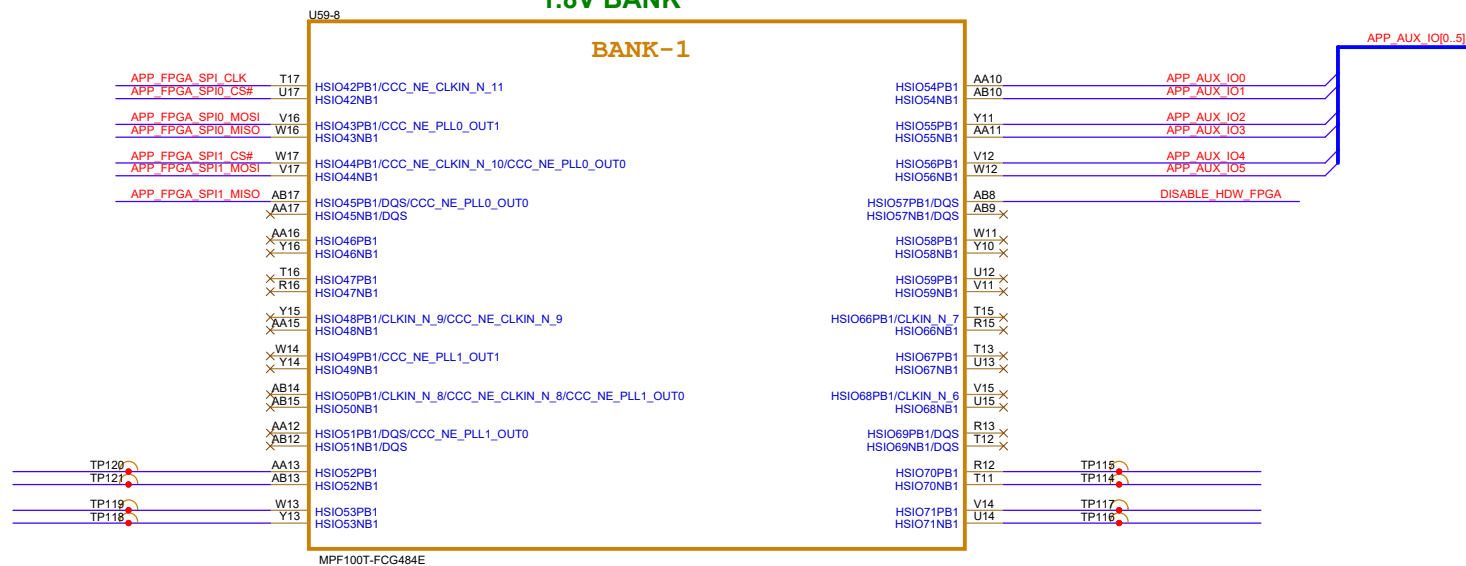 1.8V BANK
U59-8
BANK-1
APP_AUX_IO[0..5]
APP_FPGA_SPI_CLK T17 HSIO42PB1/CCC_NE_CLKIN_N_11 HSIO54PB1 AA10 APP_AUX_IO0
APP_FPGA_SPI0_CS# U17 HSIO42NB1 HSIO54NB1 AB10 APP_AUX_IO1
APP_FPGA_SPI0_MOSI V16 HSIO43PB1/CCC_NE_PLL0_OUT1 HSIO55PB1 Y11 APP_AUX_IO2
APP_FPGA_SPI0_MISO W16 HSIO43NB1 HSIO55NB1 AA11 APP_AUX_IO3
APP_FPGA_SPI1_CS# W17 HSIO44PB1/CCC_NE_CLKIN_N_10/CCC_NE_PLL0_OUT0 HSIO56PB1 V12 APP_AUX_IO4
APP_FPGA_SPI1_MOSI V17 HSIO44NB1 HSIO56NB1 W12 APP_AUX_IO5
APP_FPGA_SPI1_MISO AB17 HSIO45PB1/DQS/CCC_NE_PLL0_OUT0 HSIO57PB1/DQS AB8 DISABLE_HDW_FPGA
AA17 HSIO45NB1/DQS HSIO57NB1/DQS AB9
AA16 HSIO46PB1 HSIO58PB1 W11
Y16 HSIO46NB1 HSIO58NB1 Y10
T16 HSIO47PB1 HSIO59PB1 U12
R16 HSIO47NB1 HSIO59NB1 V11
Y15 HSIO48PB1/CLKIN_N_9/CCC_NE_CLKIN_N_9 HSIO66PB1/CLKIN_N_7 T15
AA15 HSIO48NB1 HSIO66NB1 R15
W14 HSIO49PB1/CCC_NE_PLL1_OUT1 HSIO67PB1 T13
Y14 HSIO49NB1 HSIO67NB1 U13
AB14 HSIO50PB1/CLKIN_N_8/CCC_NE_CLKIN_N_8/CCC_NE_PLL1_OUT0 HSIO68PB1/CLKIN_N_6 V15
AB15 HSIO50NB1 HSIO68NB1 U15
AA12 HSIO51PB1/DQS/CCC_NE_PLL1_OUT0 HSIO69PB1/DQS R13
AB12 HSIO51NB1/DQS HSIO69NB1/DQS T12
TP120 AA13 HSIO52PB1 HSIO70PB1 R12 TP115
TP121 AB13 HSIO52NB1 HSIO70NB1 T11 TP114
TP119 W13 HSIO53PB1 HSIO71PB1 V14 TP117
TP118 Y13 HSIO53NB1 HSIO71NB1 U14 TP116
MPF100T-FCG484E